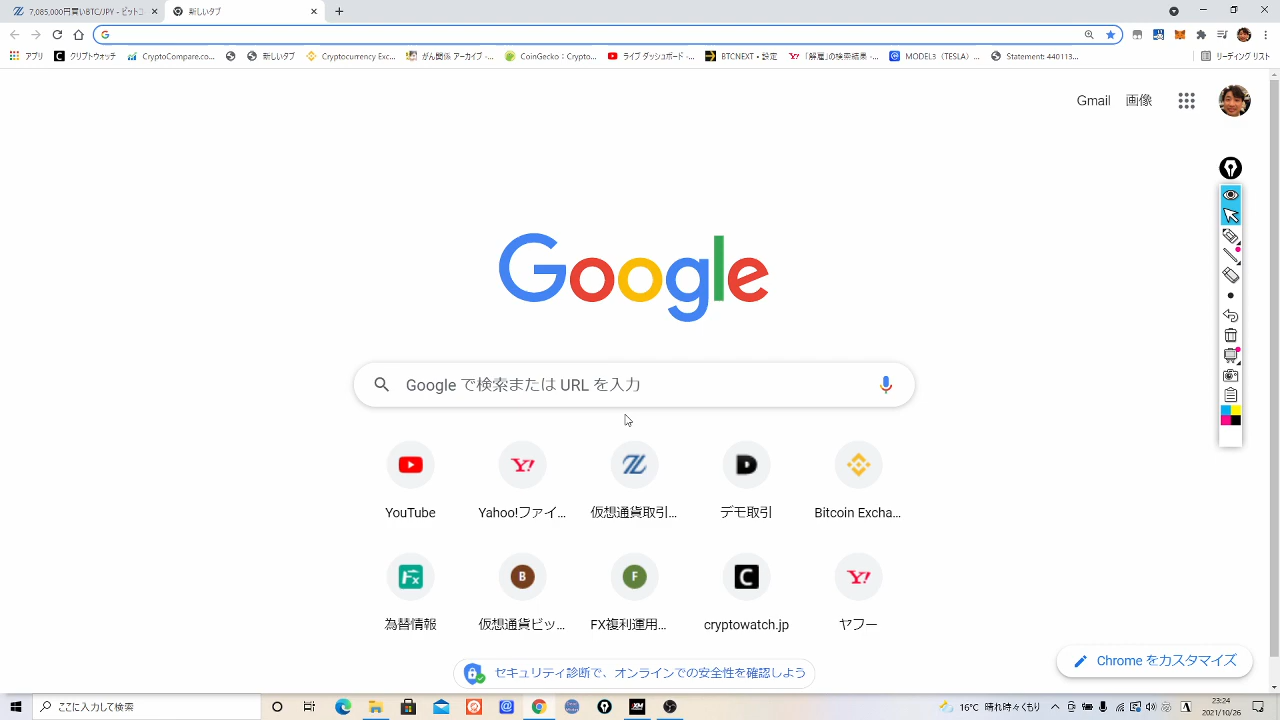 7,085,000円買いBTC/JPY - ビットコ
新しいタブ
アプリ
クリプトウォッチ
CryptoCompare...
新しいタブ
Cryptocurrency Exc...
がん関係 アーカイブ -...
CoinGecko : Crypto...
ライブ ダッシュボード -...
BTCNEXT • 設定
「解雇」の検索結果 -...
MODEL3（TESLA）...
Statement: 440113...
リーディング リスト
Gmail
画像
Google
Google で検索または URL を入力
YouTube
Yahoo!ファイ...
仮想通貨取引...
デモ取引
Bitcoin Excha...
為替情報
仮想通貨ビッ...
FX複利運用...
cryptowatch.jp
ヤフー
セキュリティ診断で、オンラインでの安全性を確認しよう
Chrome をカスタマイズ
ここに入力して検索
16°C 晴れ時々くもり
A
23:24
2021/10/26